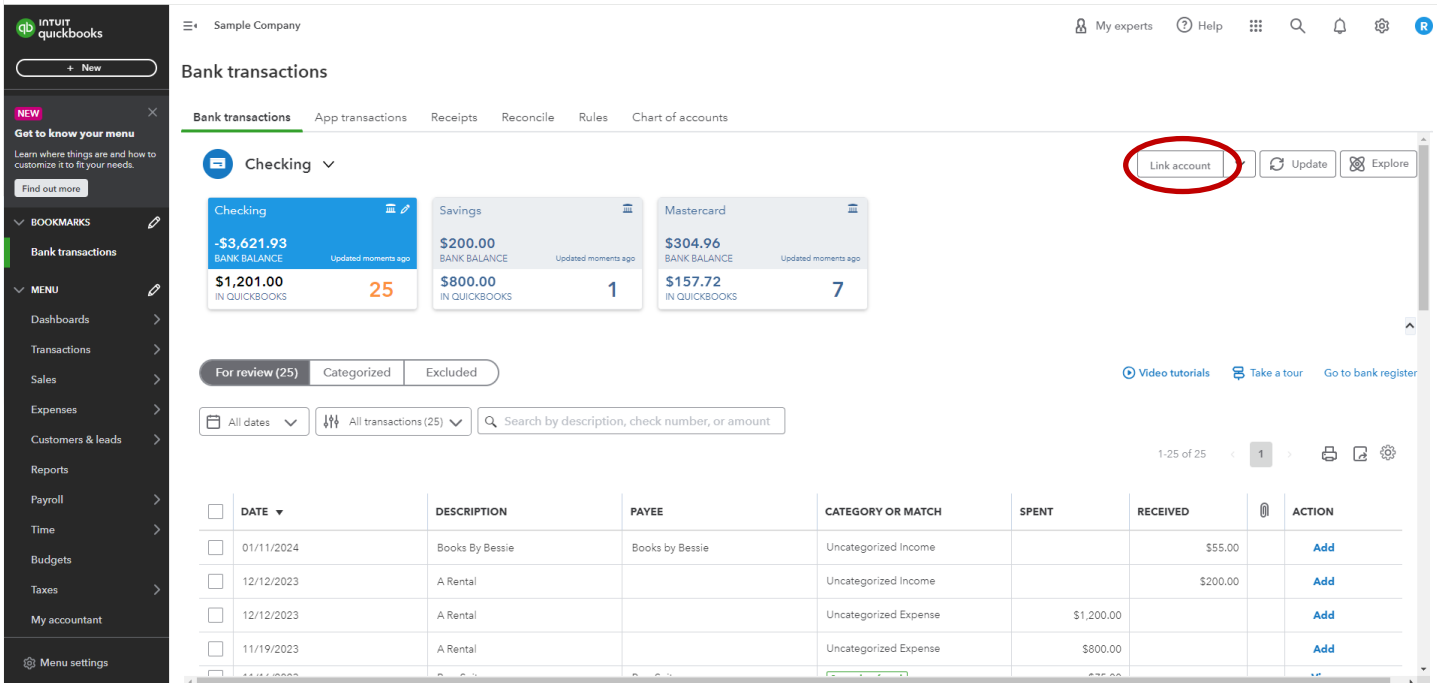 INTUIT
quickbooks
Sample Company
My experts
Help
R
+ New
Bank transactions
NEW
Get to know your menu
Learn where things are and how to
customize it to fit your needs.
Find out more
BOOKMARKS
Bank transactions
MENU
Dashboards
Transactions
Sales
Expenses
Customers & leads
Reports
Payroll
Time
Budgets
Taxes
My accountant
Menu settings
Bank transactions App transactions Receipts Reconcile Rules Chart of accounts
Checking
Link account Update Explore
Checking
-$3,621.93
BANK BALANCE Updated moments ago
$1,201.00
IN QUICKBOOKS
25
Savings
$200.00
BANK BALANCE Updated moments ago
$800.00
IN QUICKBOOKS
1
Mastercard
$304.96
BANK BALANCE Updated moments ago
$157.72
IN QUICKBOOKS
7
For review (25) Categorized Excluded
Video tutorials Take a tour Go to bank register
All dates All transactions (25) Search by description, check number, or amount
1-25 of 25 < 1 >
DATE DESCRIPTION PAYEE CATEGORY OR MATCH SPENT RECEIVED ACTION
01/11/2024 Books By Bessie Books by Bessie Uncategorized Income $55.00 Add
12/12/2023 A Rental Uncategorized Income $200.00 Add
12/12/2023 A Rental Uncategorized Expense $1,200.00 Add
11/19/2023 A Rental Uncategorized Expense $800.00 Add